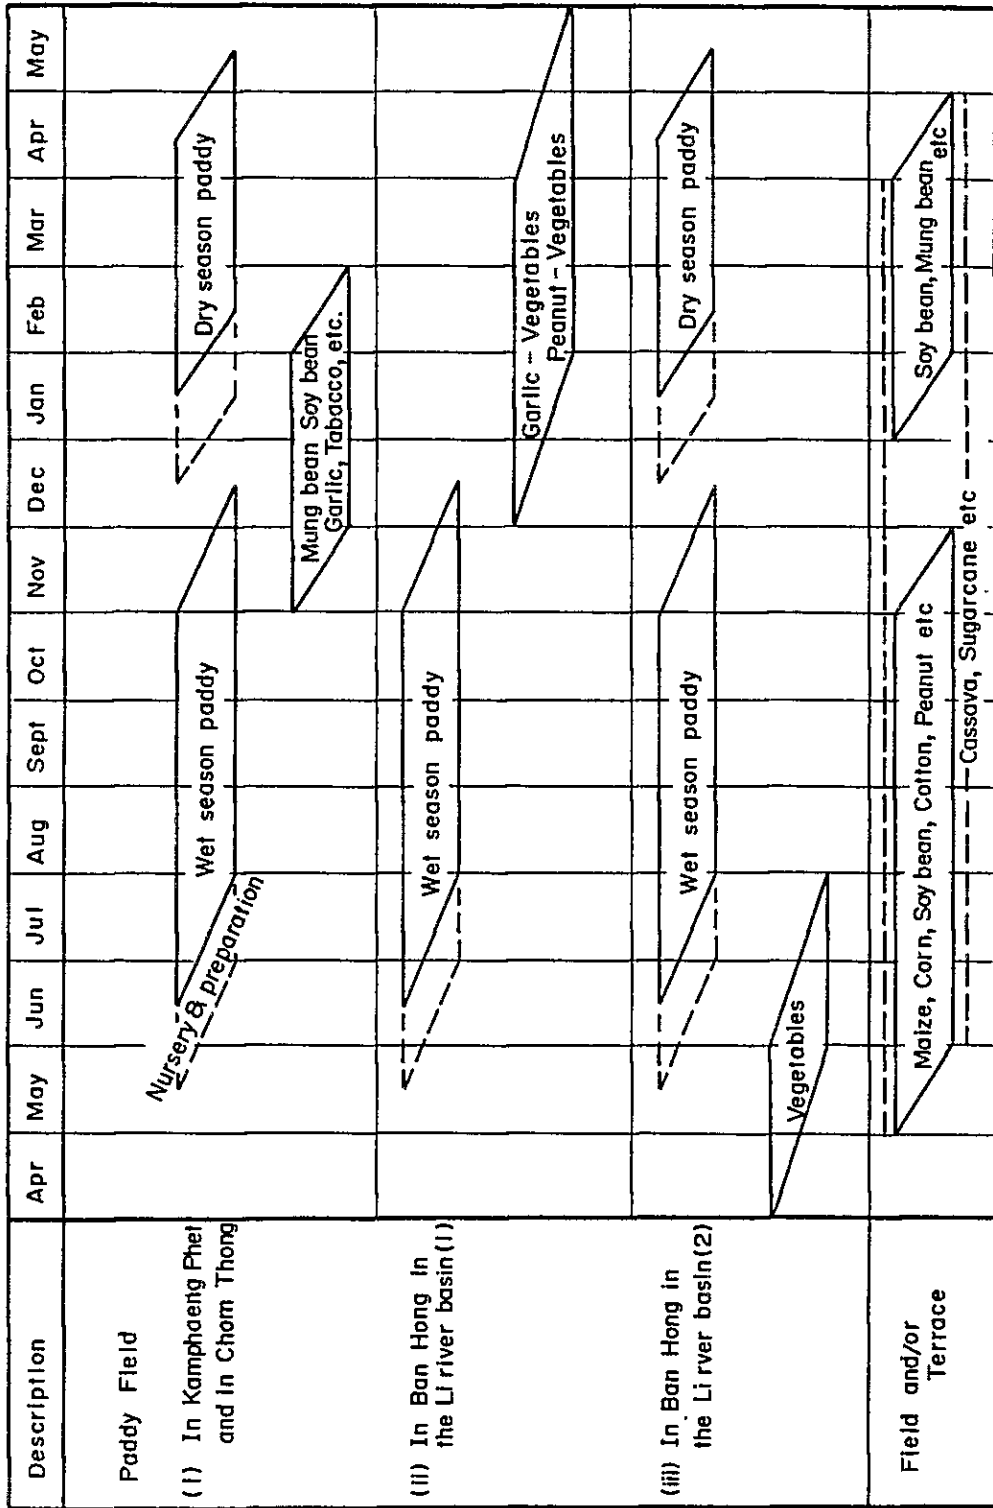 Description
Apr
May
Jun
Jul
Aug
Sept
Oct
Nov
Dec
Jan
Feb
Mar
Apr
May
Paddy Field
(i) In Kamphaeng Phet
and in Chom Thong
Nursery & preparation
Wet season paddy
Dry season paddy
Mung bean Soy bean
Garlic, Tabacco, etc.
(ii) In Ban Hong in
the Li river basin(1)
Wet season paddy
Garlic - Vegetables
Peanut - Vegetables
(iii) In Ban Hong in
the Li river basin(2)
Wet season paddy
Dry season paddy
Vegetables
Field and/or
Terrace
Maize, Corn, Soy bean, Cotton, Peanut etc
Soy bean, Mung bean etc
Cassava, Sugarcane etc